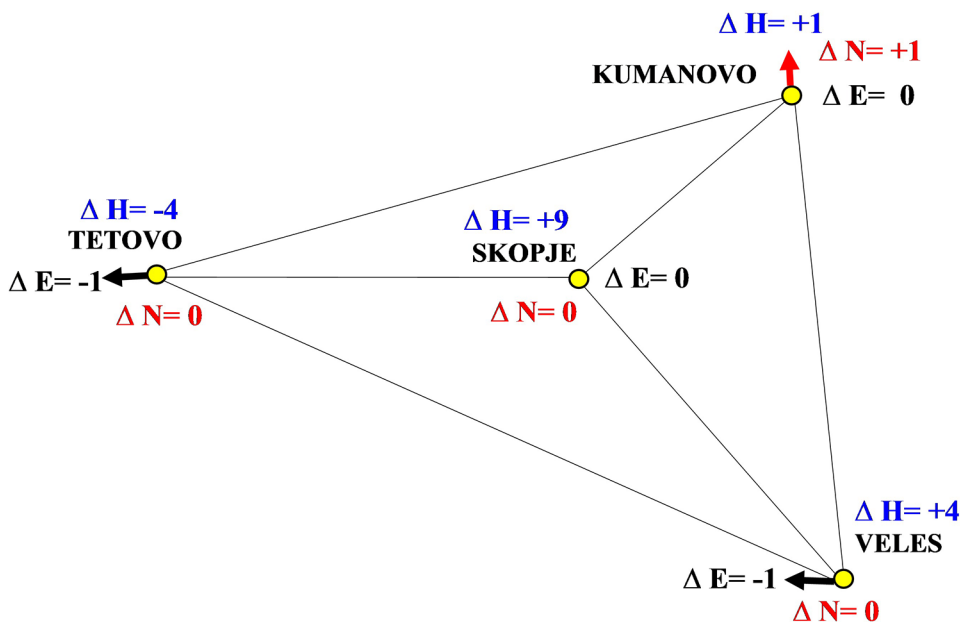 Δ H= +1
Δ N= +1
KUMANOVO
Δ E= 0
Δ H= -4
TETOVO
Δ E= -1
Δ N= 0
Δ H= +9
SKOPJE
Δ E= 0
Δ N= 0
Δ H= +4
VELES
Δ E= -1
Δ N= 0